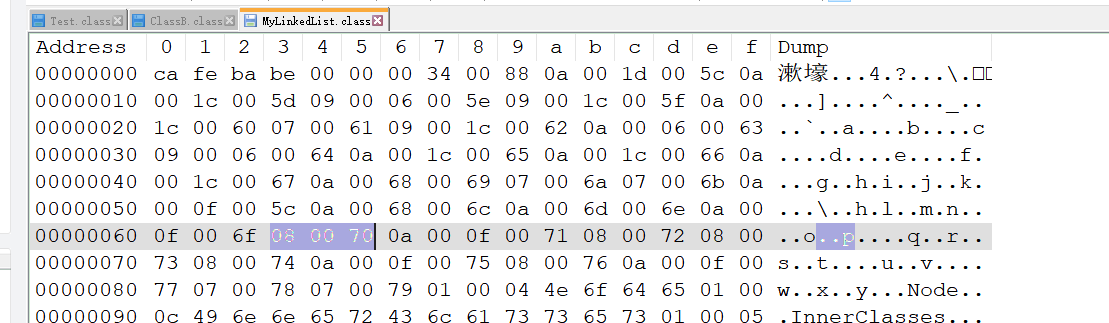 Test.class ClassB.class MyLinkedList.class
Address 0 1 2 3 4 5 6 7 8 9 a b c d e f Dump
00000000 ca fe ba be 00 00 00 34 00 88 0a 00 1d 00 5c 0a 漱壕...4.?...\.□□
00000010 00 1c 00 5d 09 00 06 00 5e 09 00 1c 00 5f 0a 00 ...]....^...._..
00000020 1c 00 60 07 00 61 09 00 1c 00 62 0a 00 06 00 63 ..`..a....b....c
00000030 09 00 06 00 64 0a 00 1c 00 65 0a 00 1c 00 66 0a ....d....e....f.
00000040 00 1c 00 67 0a 00 68 00 69 07 00 6a 07 00 6b 0a ...g..h.i..j..k.
00000050 00 0f 00 5c 0a 00 68 00 6c 0a 00 6d 00 6e 0a 00 ...\..h.l..m.n..
00000060 0f 00 6f 08 00 70 0a 00 0f 00 71 08 00 72 08 00 ..o..p....q..r..
00000070 73 08 00 74 0a 00 0f 00 75 08 00 76 0a 00 0f 00 s..t....u..v....
00000080 77 07 00 78 07 00 79 01 00 04 4e 6f 64 65 01 00 w..x..y...Node..
00000090 0c 49 6e 6e 65 72 43 6c 61 73 73 65 73 01 00 05 .InnerClasses...